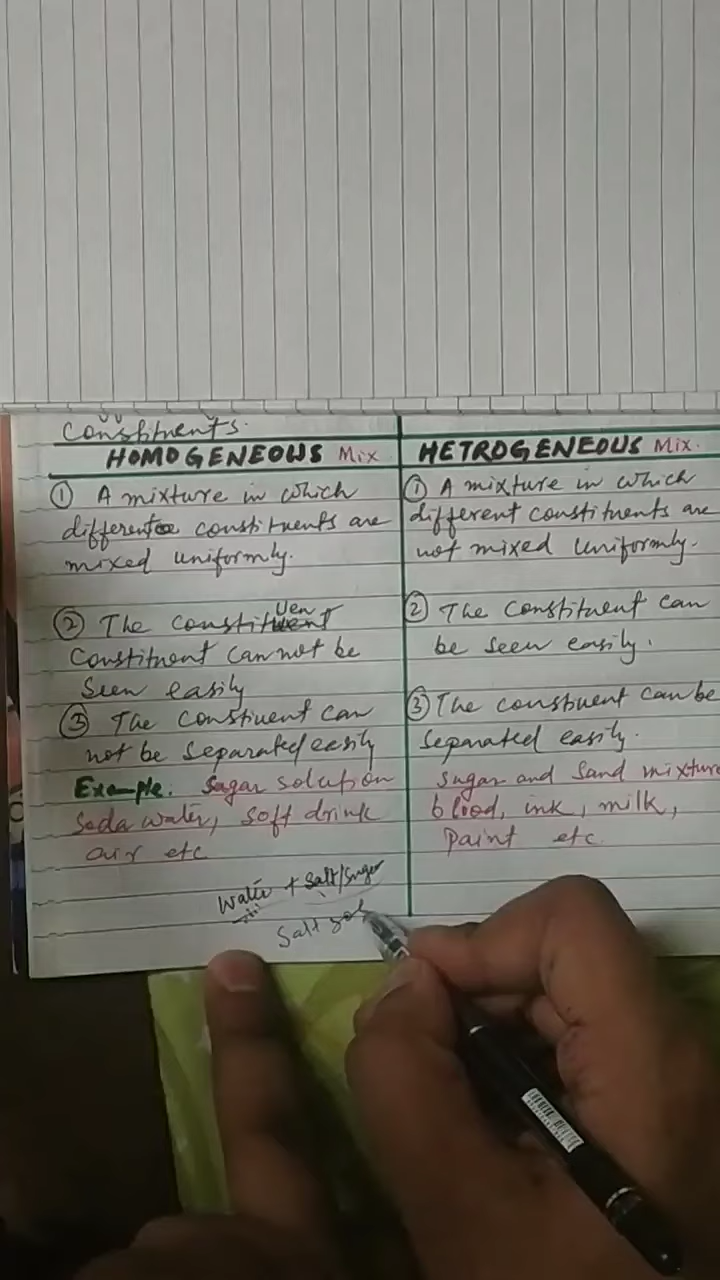 Constituents.
HOMOGENEOUS Mix
① A mixture in which
different constituents are
mixed uniformly.
② The constituent
Constituent can not be
Seen easily
③ The constiuent can
not be separated easily
Example. Sugar solution
Soda water, soft drink
air etc
Water + Salt/Sugar
Salt sol
HETROGENEOUS Mix.
① A mixture in which
different constituents are
not mixed Uniformly.
② The constituent can
be seen easily.
③ The constiuent can be
separated easily.
Sugar and Sand mixture
blood, ink, milk,
Paint etc.